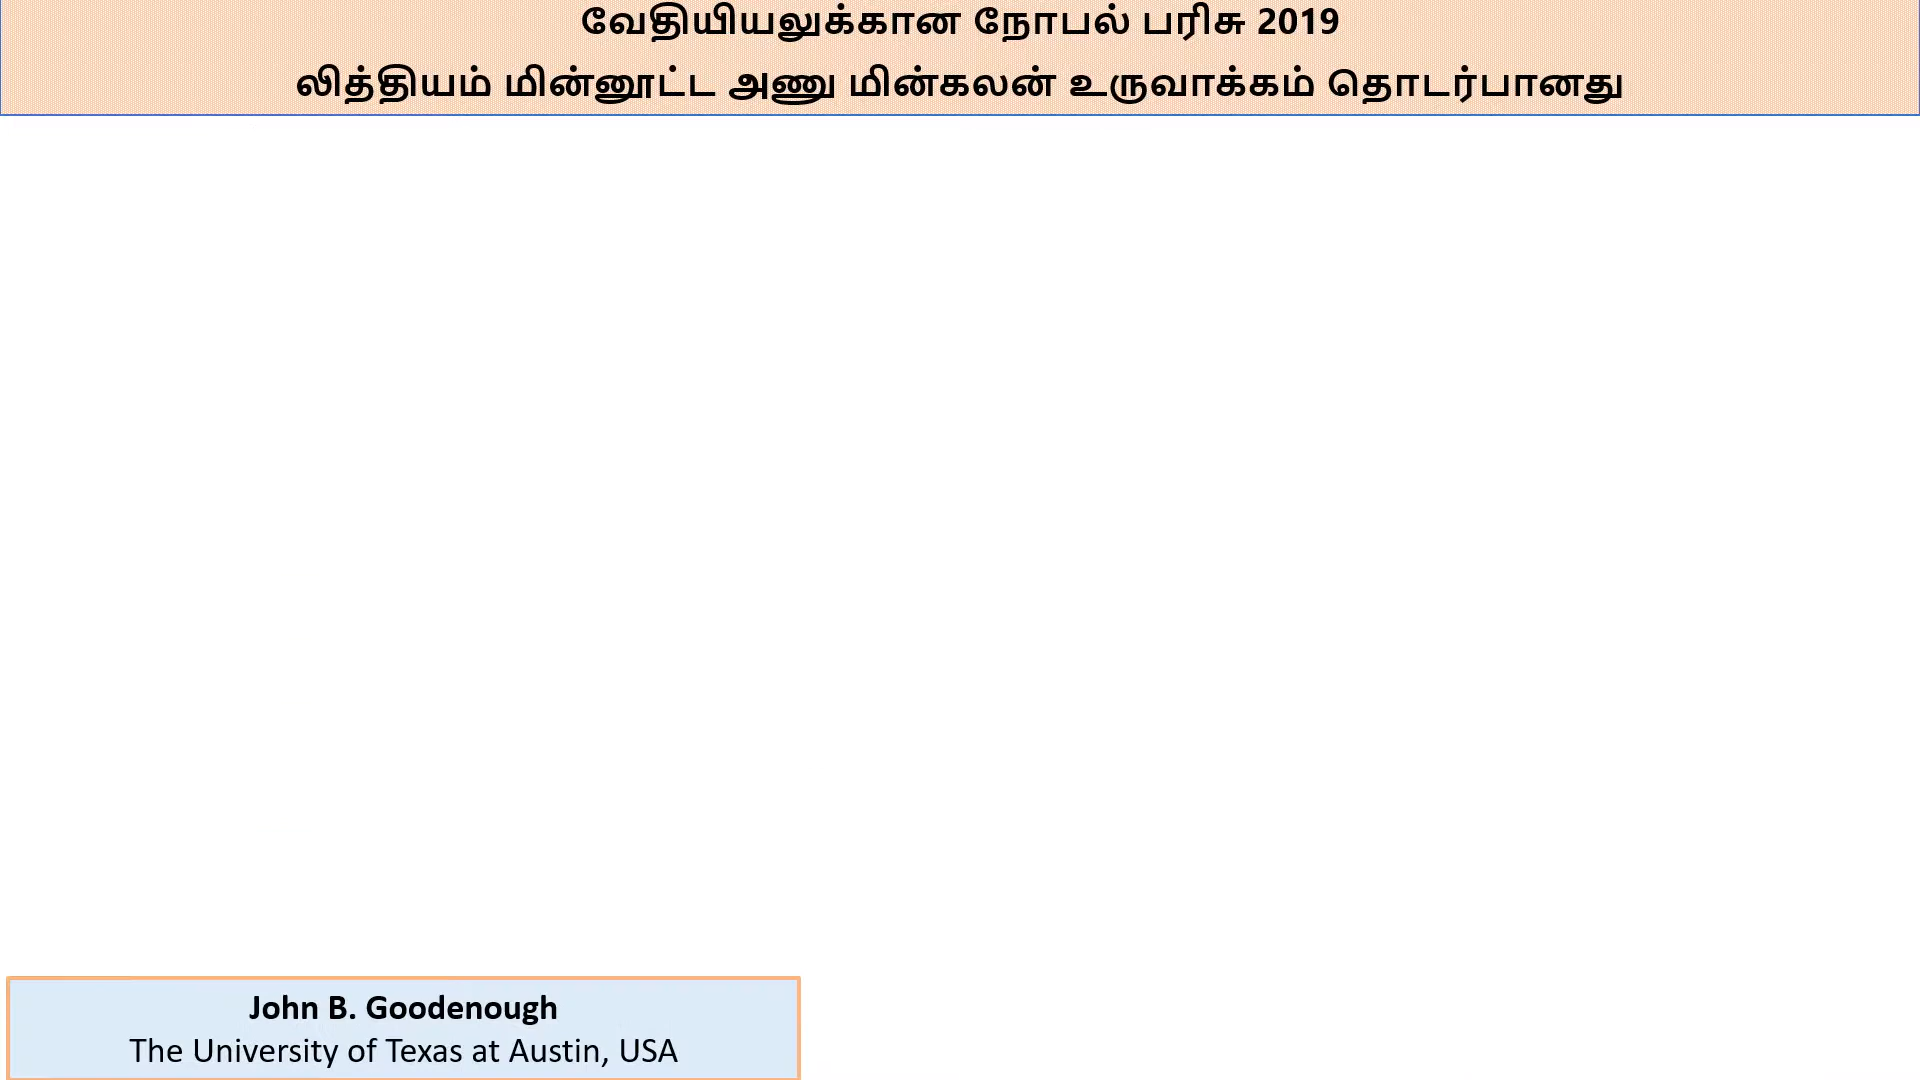 வேதியியலுக்கான நோபல் பரிசு 2019
லித்தியம் மின்னூட்ட அணு மின்கலன் உருவாக்கம் தொடர்பானது
John B. Goodenough
The University of Texas at Austin, USA